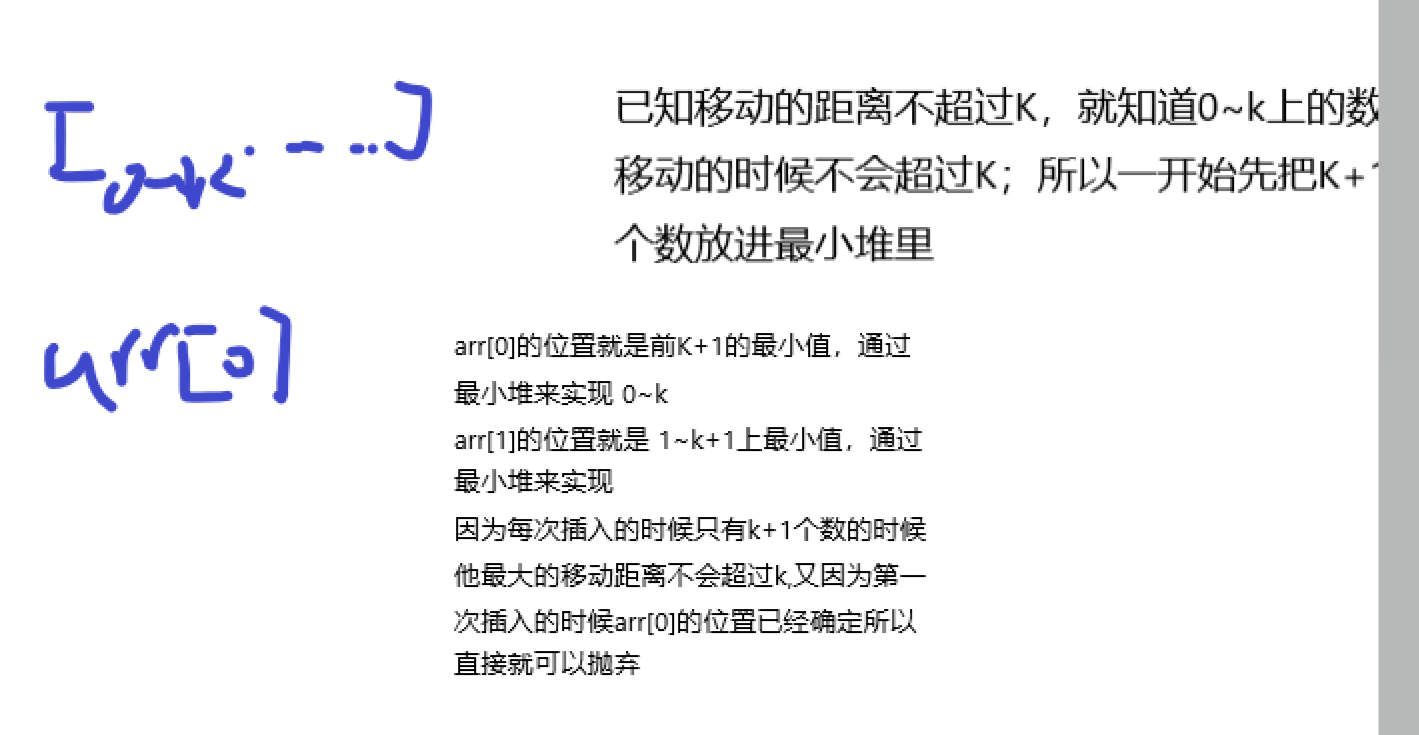 [0~k.-..]
已知移动的距离不超过K，就知道0~k上的数
移动的时候不会超过K；所以一开始先把K+1
个数放进最小堆里
arr[0]
arr[0]的位置就是前K+1的最小值，通过
最小堆来实现 0~k
arr[1]的位置就是 1~k+1上最小值，通过
最小堆来实现
因为每次插入的时候只有k+1个数的时候
他最大的移动距离不会超过k,又因为第一
次插入的时候arr[0]的位置已经确定所以
直接就可以抛弃